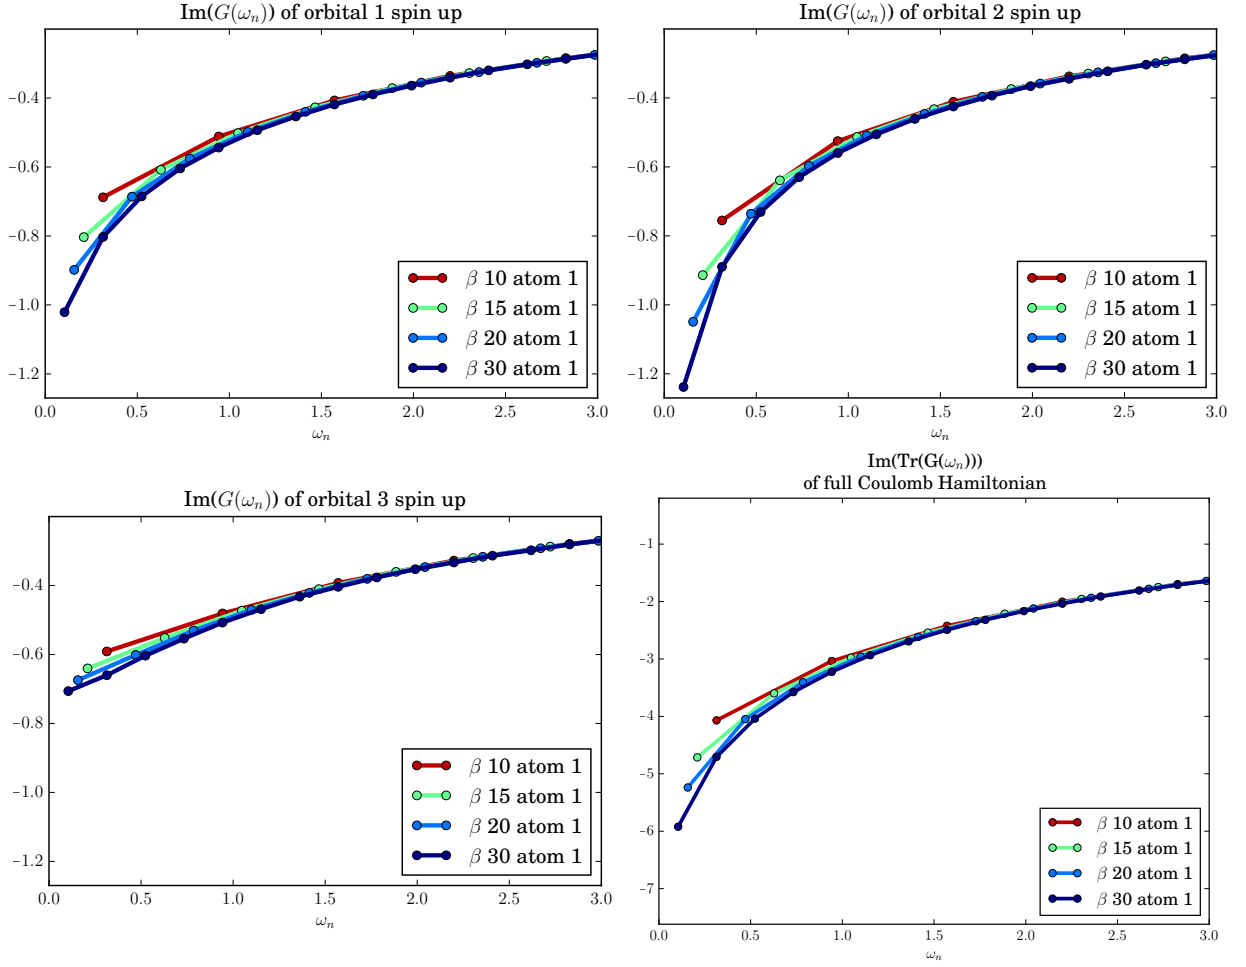 Im(G(ωₙ)) of orbital 1 spin up
−0.4
−0.6
−0.8
−1.0
−1.2
0.0 0.5 1.0 1.5 2.0 2.5 3.0
ωₙ
β 10 atom 1
β 15 atom 1
β 20 atom 1
β 30 atom 1
Im(G(ωₙ)) of orbital 2 spin up
−0.4
−0.6
−0.8
−1.0
−1.2
0.0 0.5 1.0 1.5 2.0 2.5 3.0
ωₙ
β 10 atom 1
β 15 atom 1
β 20 atom 1
β 30 atom 1
Im(G(ωₙ)) of orbital 3 spin up
−0.4
−0.6
−0.8
−1.0
−1.2
0.0 0.5 1.0 1.5 2.0 2.5 3.0
ωₙ
β 10 atom 1
β 15 atom 1
β 20 atom 1
β 30 atom 1
Im(Tr(G(ωₙ)))
of full Coulomb Hamiltonian
−1
−2
−3
−4
−5
−6
−7
0.0 0.5 1.0 1.5 2.0 2.5 3.0
ωₙ
β 10 atom 1
β 15 atom 1
β 20 atom 1
β 30 atom 1